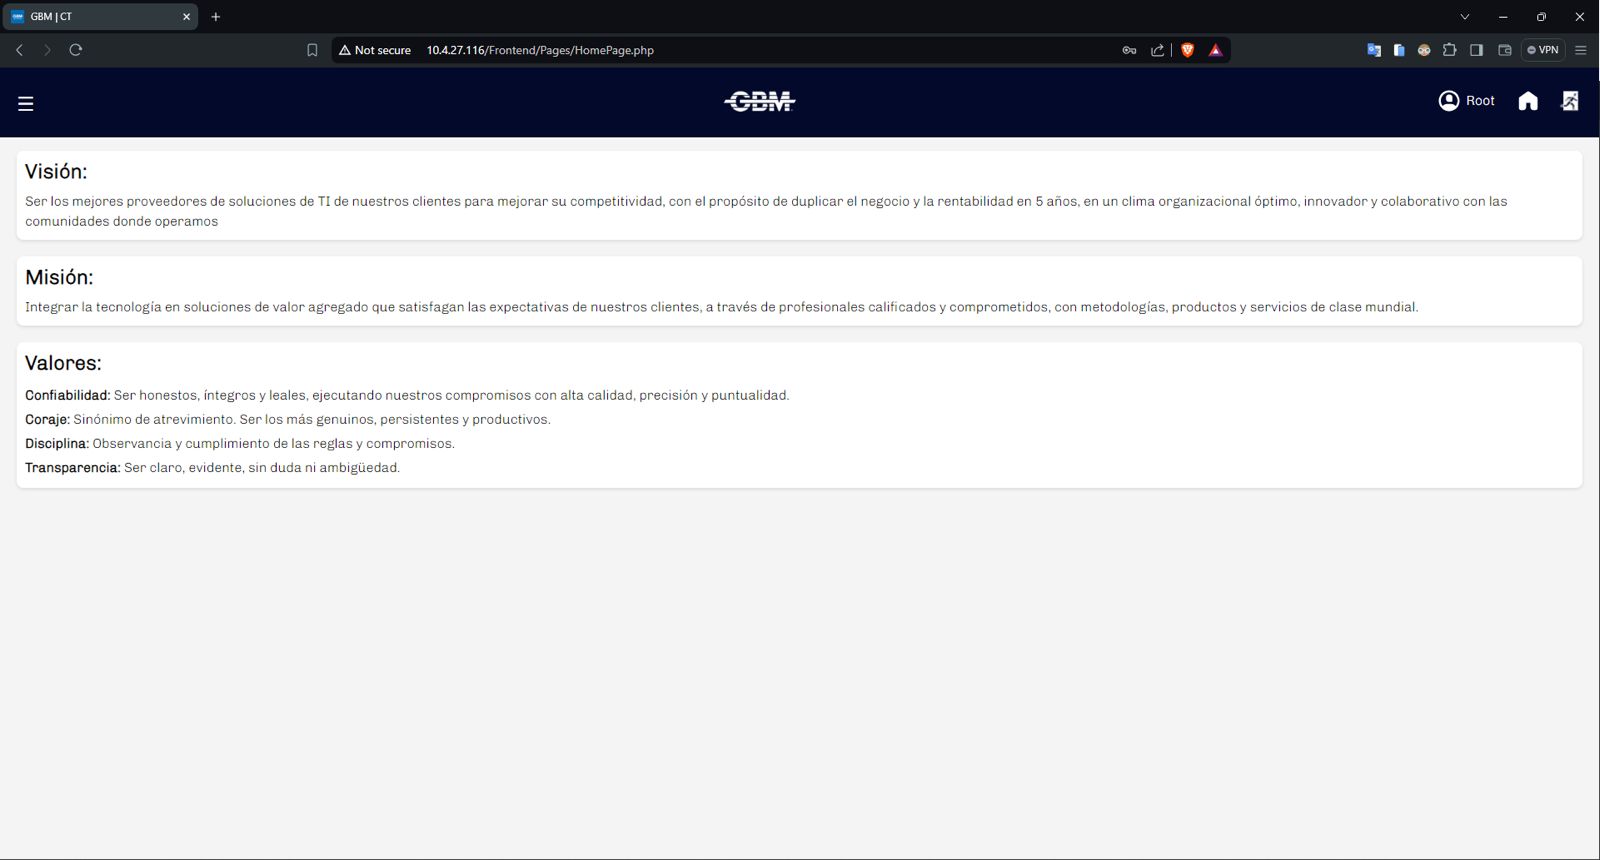 GBM | CT
Not secure 10.4.27.116/Frontend/Pages/HomePage.php
VPN
GBM
Root
Visión:
Ser los mejores proveedores de soluciones de TI de nuestros clientes para mejorar su competitividad, con el propósito de duplicar el negocio y la rentabilidad en 5 años, en un clima organizacional óptimo, innovador y colaborativo con las
comunidades donde operamos
Misión:
Integrar la tecnología en soluciones de valor agregado que satisfagan las expectativas de nuestros clientes, a través de profesionales calificados y comprometidos, con metodologías, productos y servicios de clase mundial.
Valores:
Confiabilidad: Ser honestos, íntegros y leales, ejecutando nuestros compromisos con alta calidad, precisión y puntualidad.
Coraje: Sinónimo de atrevimiento. Ser los más genuinos, persistentes y productivos.
Disciplina: Observancia y cumplimiento de las reglas y compromisos.
Transparencia: Ser claro, evidente, sin duda ni ambigüedad.